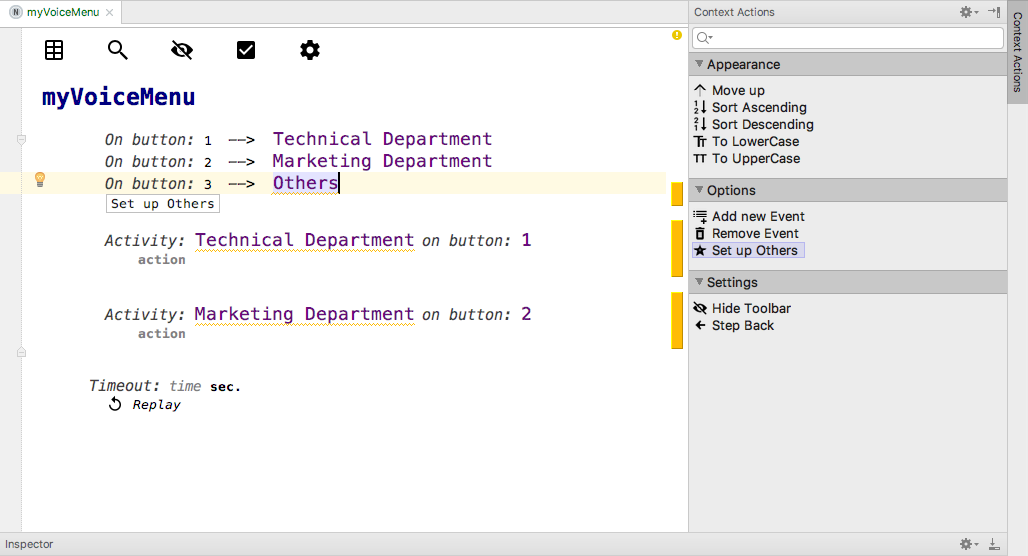 N myVoiceMenu
Context Actions
Context Actions
myVoiceMenu
On button: 1 --> Technical Department
On button: 2 --> Marketing Department
On button: 3 --> Others
Set up Others
Activity: Technical Department on button: 1
action
Activity: Marketing Department on button: 2
action
Timeout: time sec.
Replay
Appearance
Move up
Sort Ascending
Sort Descending
To LowerCase
To UpperCase
Options
Add new Event
Remove Event
Set up Others
Settings
Hide Toolbar
Step Back
Inspector